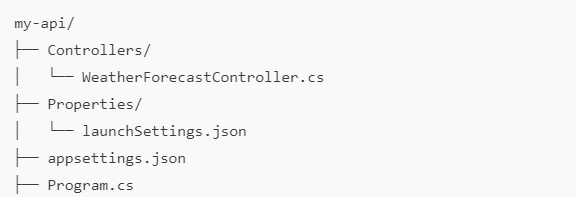 my-api/
├── Controllers/
│   └── WeatherForecastController.cs
├── Properties/
│   └── launchSettings.json
├── appsettings.json
├── Program.cs